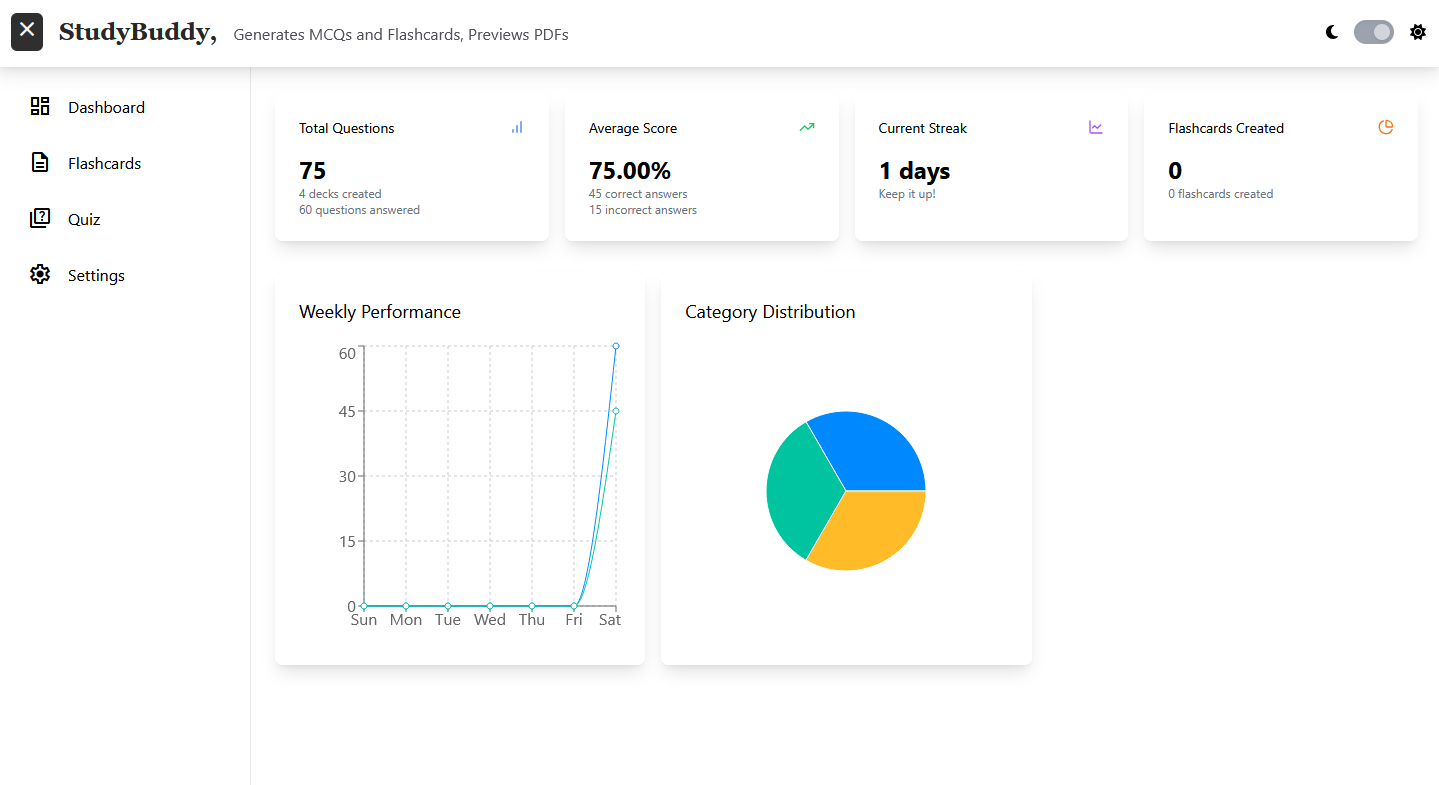 StudyBuddy, Generates MCQs and Flashcards, Previews PDFs
Dashboard
Flashcards
Quiz
Settings
Total Questions
75
4 decks created
60 questions answered
Average Score
75.00%
45 correct answers
15 incorrect answers
Current Streak
1 days
Keep it up!
Flashcards Created
0
0 flashcards created
Weekly Performance
60
45
30
15
0
Sun Mon Tue Wed Thu Fri Sat
Category Distribution